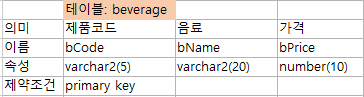 테이블: beverage
의미 제품코드 음료 가격
이름 bCode bName bPrice
속성 varchar2(5) varchar2(20) number(10)
제약조건 primary key